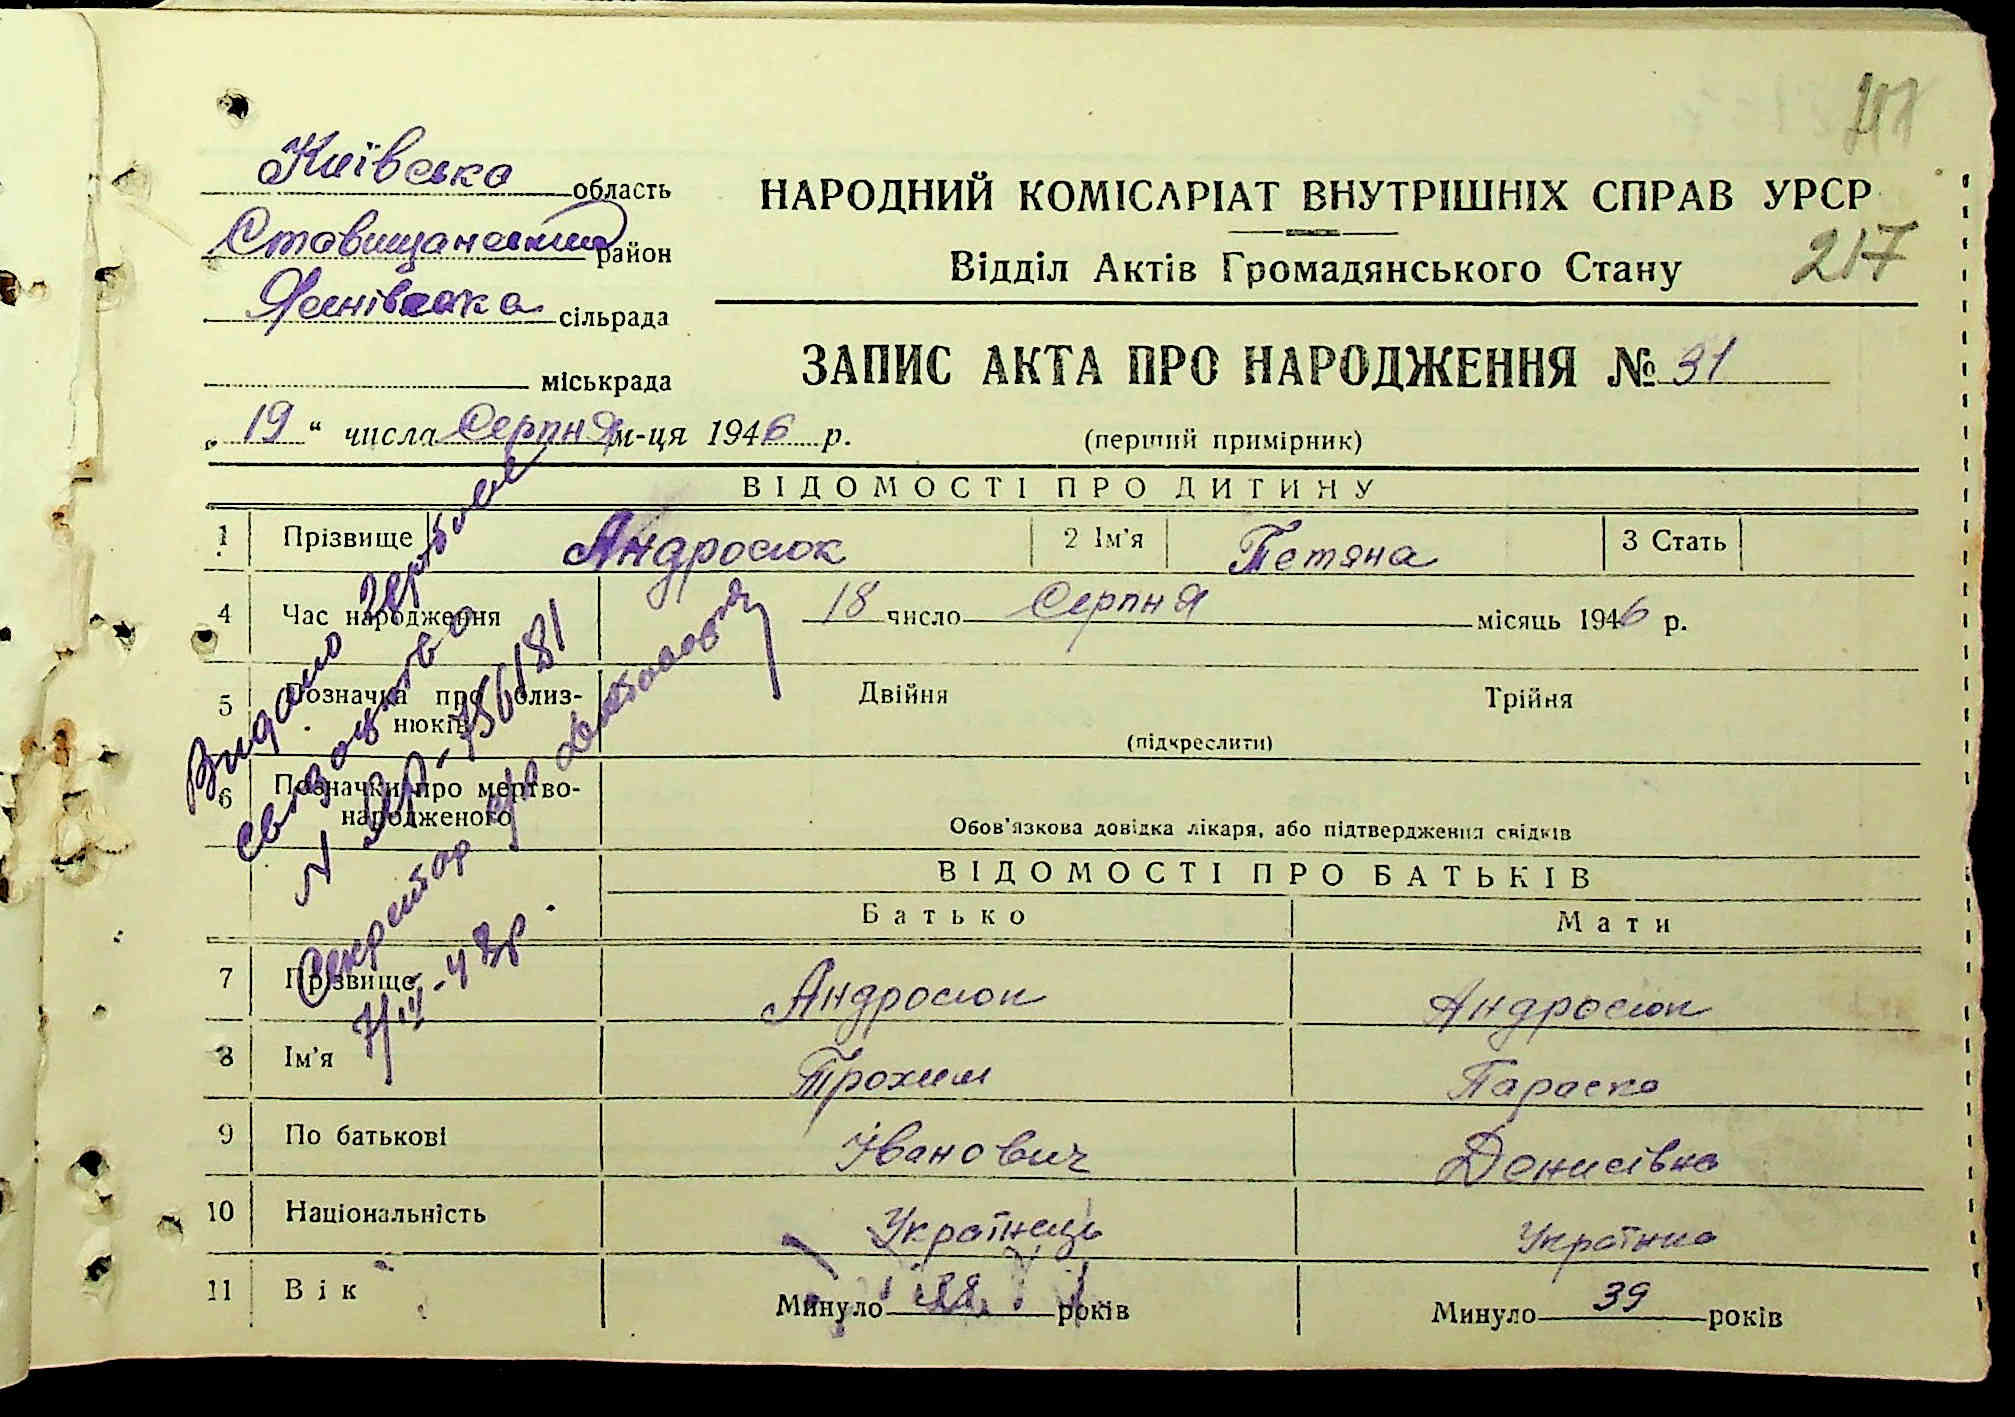 Київська область
Ставищанський район
сільрада
міськрада
217
НАРОДНИЙ КОМІСАРІАТ ВНУТРІШНІХ СПРАВ УРСР
Відділ Актів Громадянського Стану
ЗАПИС АКТА ПРО НАРОДЖЕННЯ № 31
„ 19 “ числа Серпня м-ця 1946 р.
(перший примірник)
ВІДОМОСТІ ПРО ДИТИНУ
1 Прізвище Андросюк 2 Ім'я Тетяна 3 Стать
4 Час народження 18 число Серпня місяць 1946 р.
5 Позначка про близнюків Двійня Трійня
(підкреслити)
6 Позначки про мертвонародженого
Обов'язкова довідка лікаря, або підтвердження свідків
Видано
свідоцтво
756181
Секретар
ВІДОМОСТІ ПРО БАТЬКІВ
Батько Мати
7 Прізвище Андросюк Андросюк
8 Ім'я Трохим Параска
9 По батькові Іванович Денисівна
10 Національність Українець Українка
11 Вік Минуло років Минуло 39 років